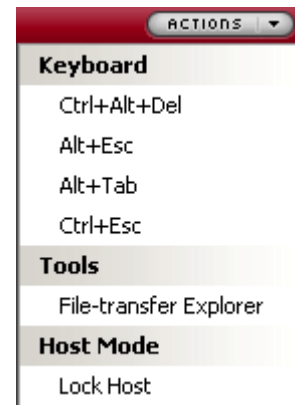 ACTIONS
Keyboard
Ctrl+Alt+Del
Alt+Esc
Alt+Tab
Ctrl+Esc
Tools
File-transfer Explorer
Host Mode
Lock Host